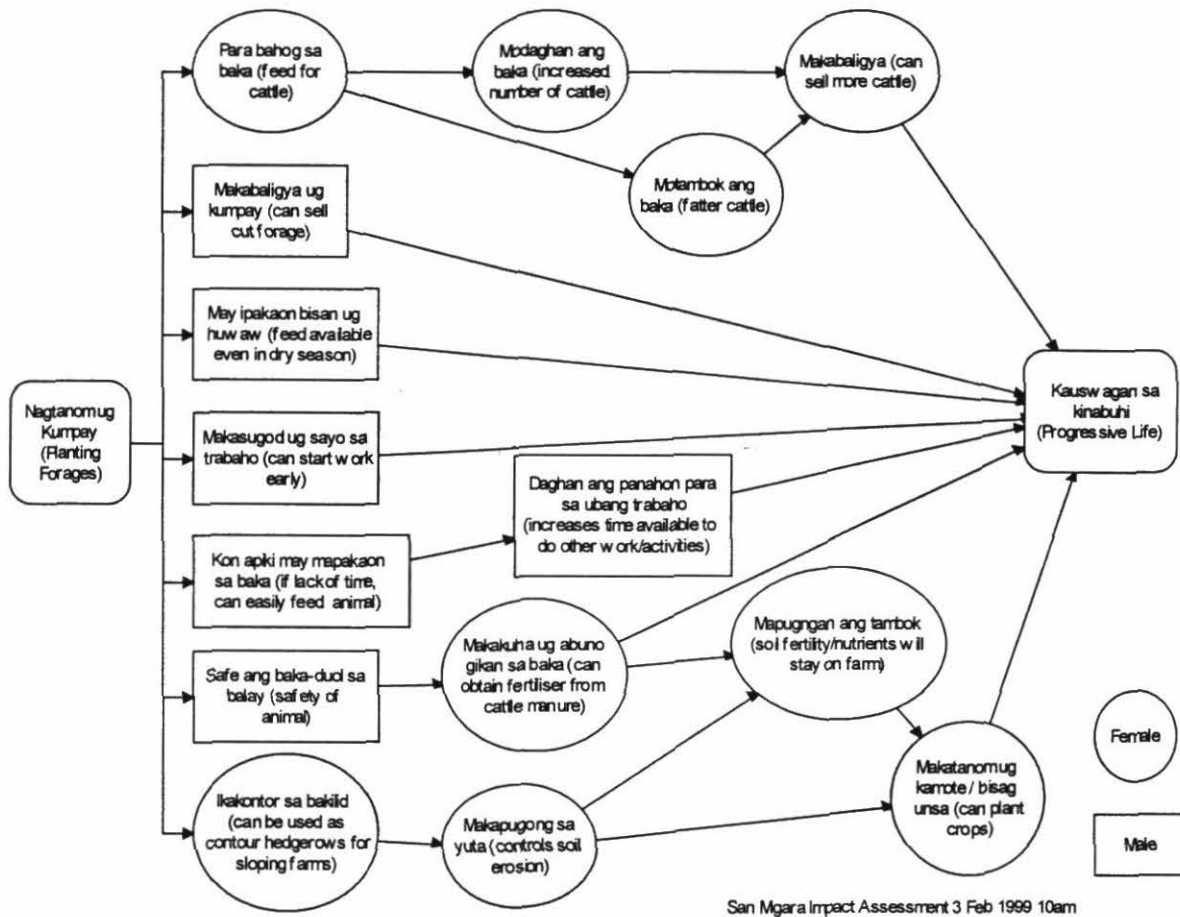 Para bahog sa
baka (feed for
cattle)
Modaghan ang
baka (increased
number of cattle)
Makabaligya (can
sell more cattle)
Motambok ang
baka (fatter cattle)
Makabaligya ug
kumpay (can sell
cut forage)
May ipakaon bisan ug
huwaw (feed available
even in dry season)
Nagtanom ug
Kumpay
(Planting
Forages)
Kauswagan sa
kinabuhi
(Progressive Life)
Makasugod ug sayo sa
trabaho (can start work
early)
Daghan ang panahon para
sa ubang trabaho
(increases time available to
do other work/activities)
Kon apiki may mapakaon
sa baka (if lack of time,
can easily feed animal)
Makakuha ug abuno
gikan sa baka (can
obtain fertiliser from
cattle manure)
Mapugngan ang tambok
(soil fertility/nutrients will
stay on farm)
Safe ang baka-duol sa
balay (safety of
animal)
Female
Makatanom ug
kamote / bisag
unsa (can plant
crops)
Ikakontor sa bakilid
(can be used as
contour hedgerows for
sloping farms)
Makapugong sa
yuta (controls soil
erosion)
Male
San Mgara Impact Assessment 3 Feb 1999 10am